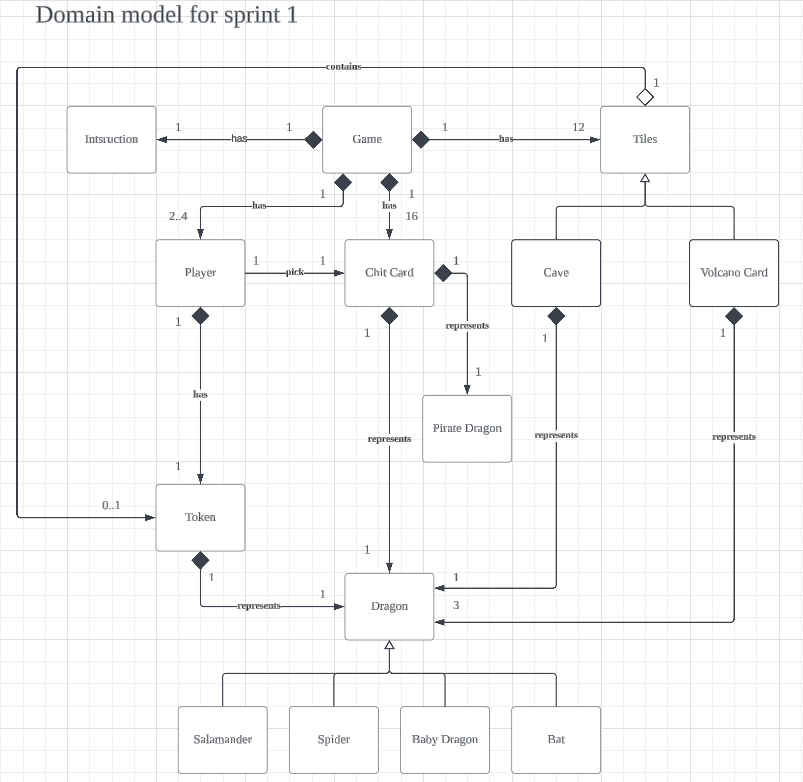 Domain model for sprint 1
contains
1
Intsruction
1
has
1
Game
1
has
12
Tiles
1
has
2..4
1
has
16
Player
1
pick
1
Chit Card
1
Cave
Volcano Card
1
1
represents
1
1
1
has
Pirate Dragon
represents
represents
represents
1
0..1
Token
1
1
represents
1
Dragon
1
3
Salamander
Spider
Baby Dragon
Bat